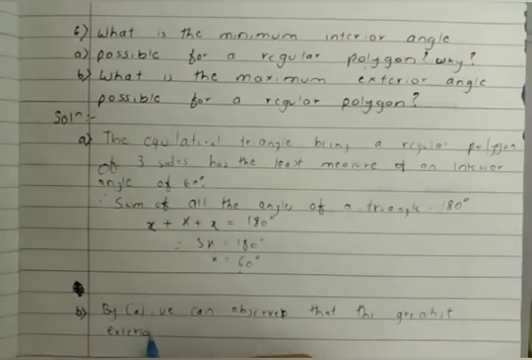 6) What is the minimum interior angle
a) possible for a regular polygon? why?
b) What is the maximum exterior angle
possible for a regular polygon?
Solⁿ:-
a) The equilateral triangle being a regular polygon
of 3 sides has the least measure of an interior
angle of 60°.
∴ Sum of all the angles of a triangle = 180°
x + x + x = 180°
∴ 3x = 180°
x = 60°
b) By (a), we can observed that the greatest